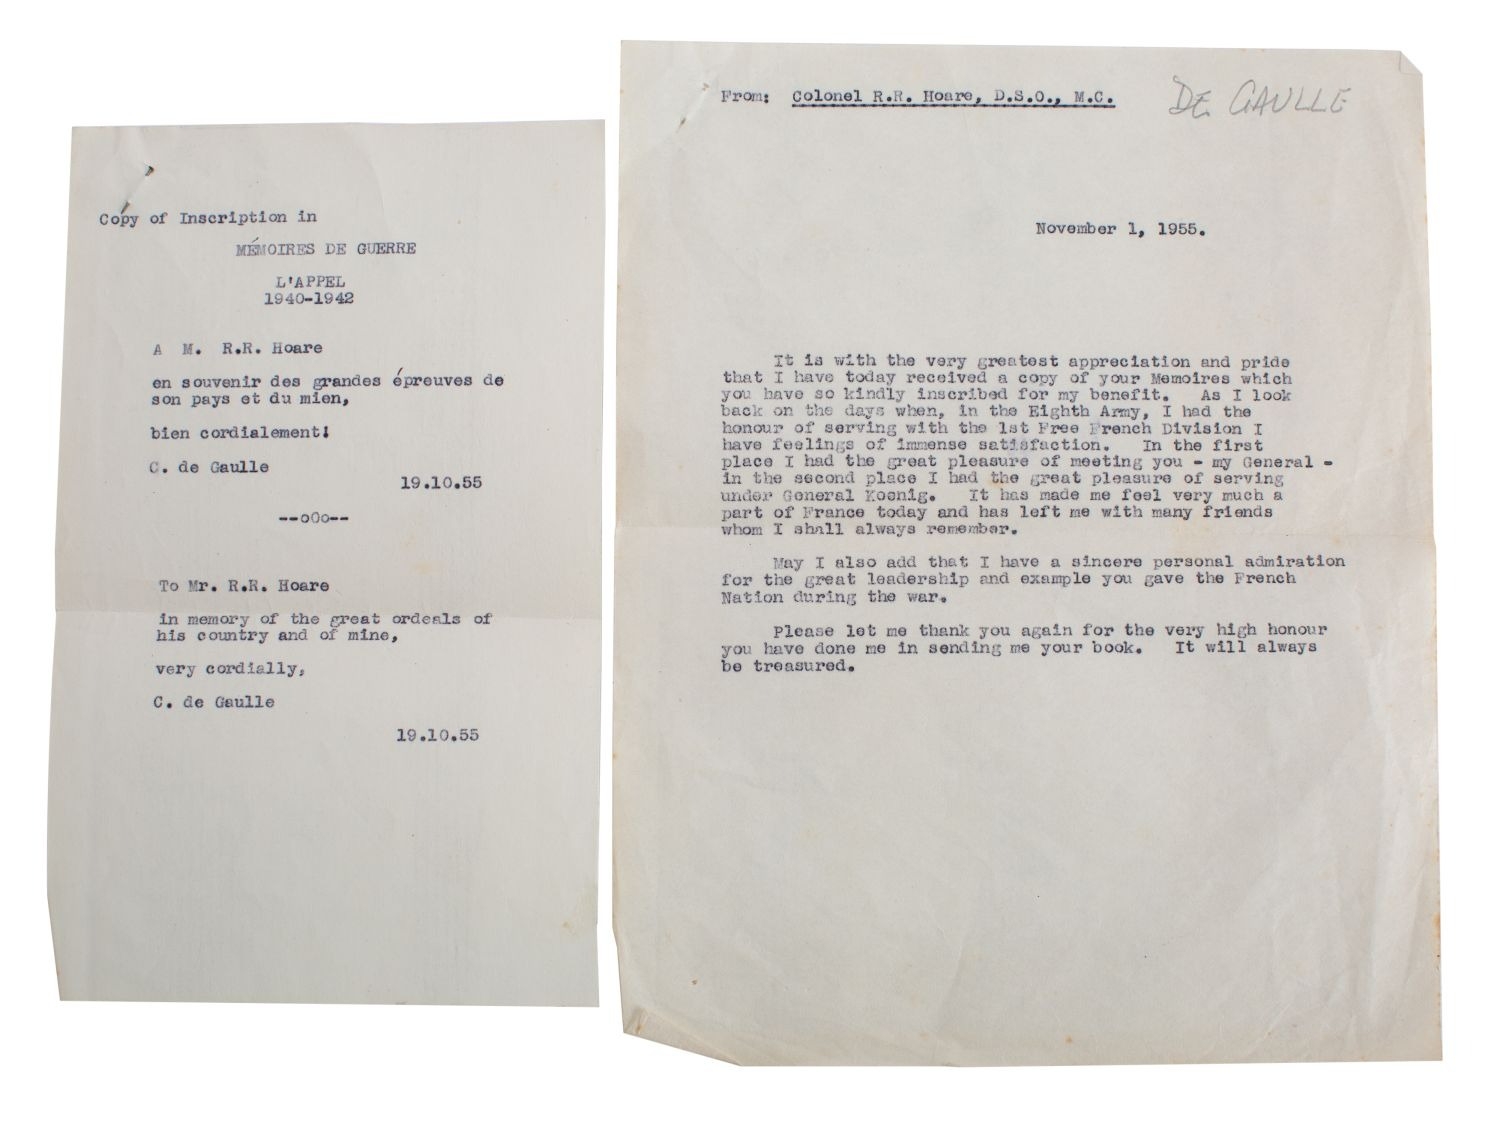 Copy of Inscription in
MÉMOIRES DE GUERRE
L'APPEL
1940-1942
A M. R.R. Hoare
en souvenir des grandes épreuves de
son pays et du mien,
bien cordialement!
C. de Gaulle
19.10.55
--oOo--
To Mr. R.R. Hoare
in memory of the great ordeals of
his country and of mine,
very cordially,
C. de Gaulle
19.10.55
From: Colonel R.R. Hoare, D.S.O., M.C.
DE GAULLE
November 1, 1955.
It is with the very greatest appreciation and pride
that I have today received a copy of your Memoires which
you have so kindly inscribed for my benefit. As I look
back on the days when, in the Eighth Army, I had the
honour of serving with the 1st Free French Division I
have feelings of immense satisfaction. In the first
place I had the great pleasure of meeting you - my General -
in the second place I had the great pleasure of serving
under General Koenig. It has made me feel very much a
part of France today and has left me with many friends
whom I shall always remember.
May I also add that I have a sincere personal admiration
for the great leadership and example you gave the French
Nation during the war.
Please let me thank you again for the very high honour
you have done me in sending me your book. It will always
be treasured.